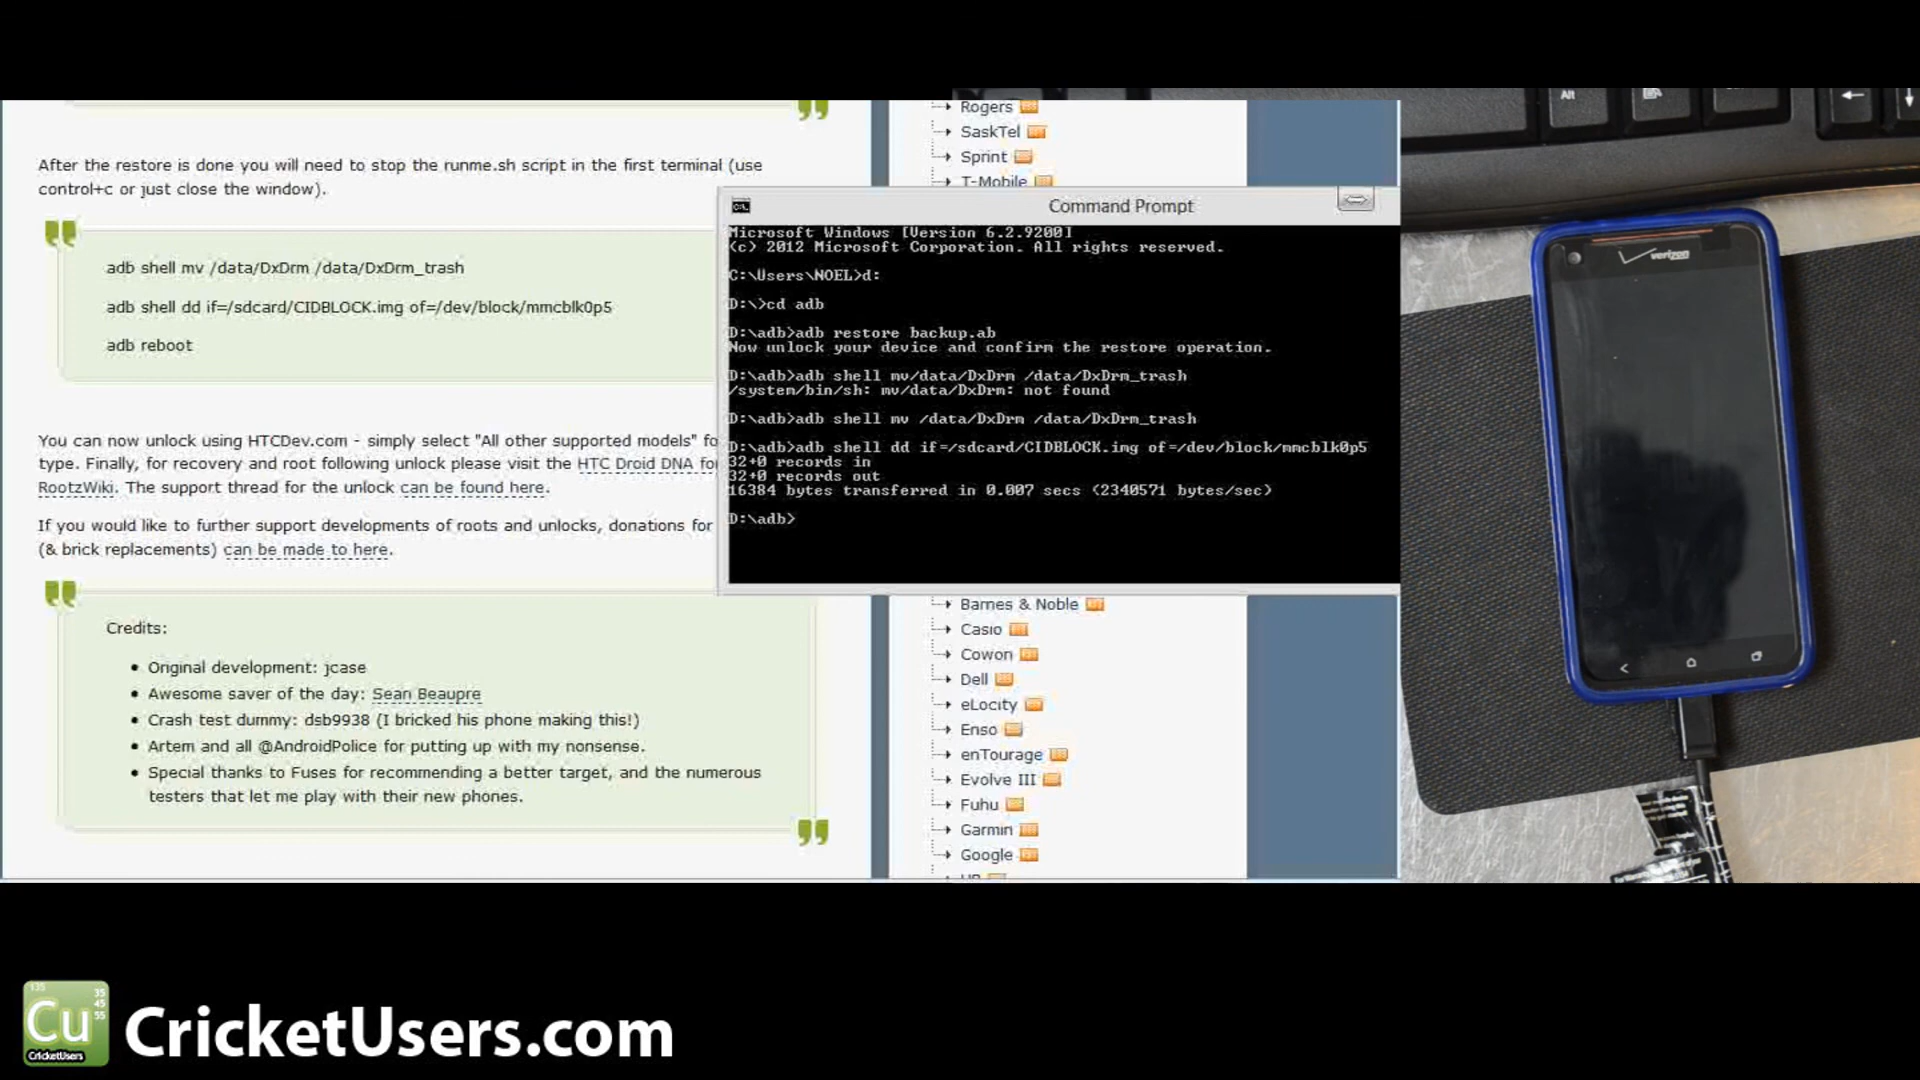 After the restore is done you will need to stop the runme.sh script in the first terminal (use
control+c or just close the window).
adb shell mv /data/DxDrm /data/DxDrm_trash
adb shell dd if=/sdcard/CIDBLOCK.img of=/dev/block/mmcblk0p5
adb reboot
You can now unlock using HTCDev.com - simply select "All other supported models" fo
type. Finally, for recovery and root following unlock please visit the HTC Droid DNA fo
RootzWiki. The support thread for the unlock can be found here.
If you would like to further support developments of roots and unlocks, donations for
(& brick replacements) can be made to here.
Credits:
• Original development: jcase
• Awesome saver of the day: Sean Beaupre
• Crash test dummy: dsb9938 (I bricked his phone making this!)
• Artem and all @AndroidPolice for putting up with my nonsense.
• Special thanks to Fuses for recommending a better target, and the numerous
testers that let me play with their new phones.
Rogers
SaskTel
Sprint
T-Mobile
Command Prompt
Microsoft Windows [Version 6.2.9200]
(c) 2012 Microsoft Corporation. All rights reserved.
C:\Users\NOEL>d:
D:\>cd adb
D:\adb>adb restore backup.ab
Now unlock your device and confirm the restore operation.
D:\adb>adb shell mv/data/DxDrm /data/DxDrm_trash
/system/bin/sh: mv/data/DxDrm: not found
D:\adb>adb shell mv /data/DxDrm /data/DxDrm_trash
D:\adb>adb shell dd if=/sdcard/CIDBLOCK.img of=/dev/block/mmcblk0p5
32+0 records in
32+0 records out
16384 bytes transferred in 0.007 secs (2340571 bytes/sec)
D:\adb>
Barnes & Noble
Casio
Cowon
Dell
eLocity
Enso
enTourage
Evolve III
Fuhu
Garmin
Google
Alt
verizon
135
35
45
55
Cu
CricketUsers
CricketUsers.com